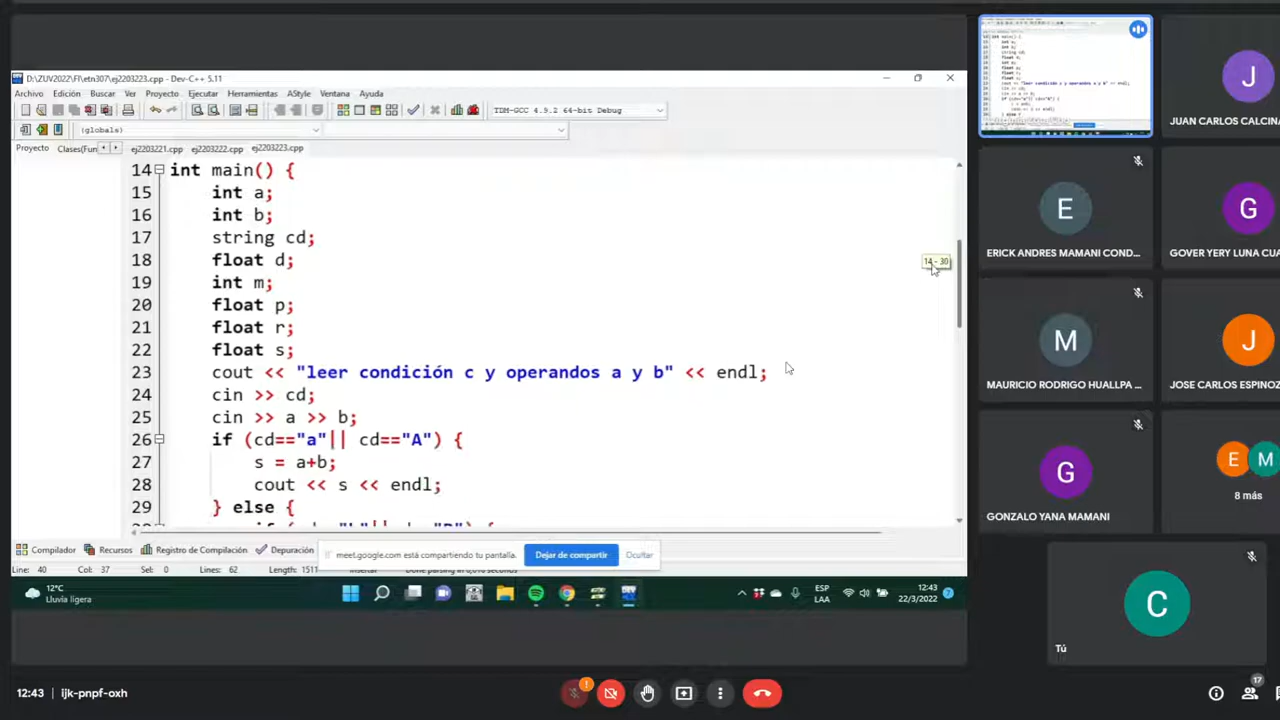 D:\ZUV2022\FI\etn307\ej2203223.cpp - Dev-C++ 5.11
Archivo Edición Buscar Ver Proyecto Ejecutar Herramientas AStyle Ventana
TDM-GCC 4.9.2 64-bit Debug
(globals)
Proyecto Clases(Fun
ej2203221.cpp ej2203222.cpp ej2203223.cpp
14 int main() {
15 int a;
16 int b;
17 string cd;
18 float d;
19 int m;
20 float p;
21 float r;
22 float s;
23 cout << "leer condición c y operandos a y b" << endl;
24 cin >> cd;
25 cin >> a >> b;
26 if (cd=="a"|| cd=="A") {
27 s = a+b;
28 cout << s << endl;
29 } else {
14 - 30
Compilador Recursos Registro de Compilación Depuración
meet.google.com está compartiendo tu pantalla. Dejar de compartir Ocultar
Line: 40 Col: 37 Sel: 0 Lines: 62 Length: 1511
12°C
Lluvia ligera
ESP
LAA
12:43
22/3/2022
J
JUAN CARLOS CALCINA
E
ERICK ANDRES MAMANI COND...
G
GOVER YERY LUNA CUA
M
MAURICIO RODRIGO HUALLPA ...
J
JOSE CARLOS ESPINOZ
G
GONZALO YANA MAMANI
E M
8 más
C
Tú
12:43 | ijk-pnpf-oxh
17